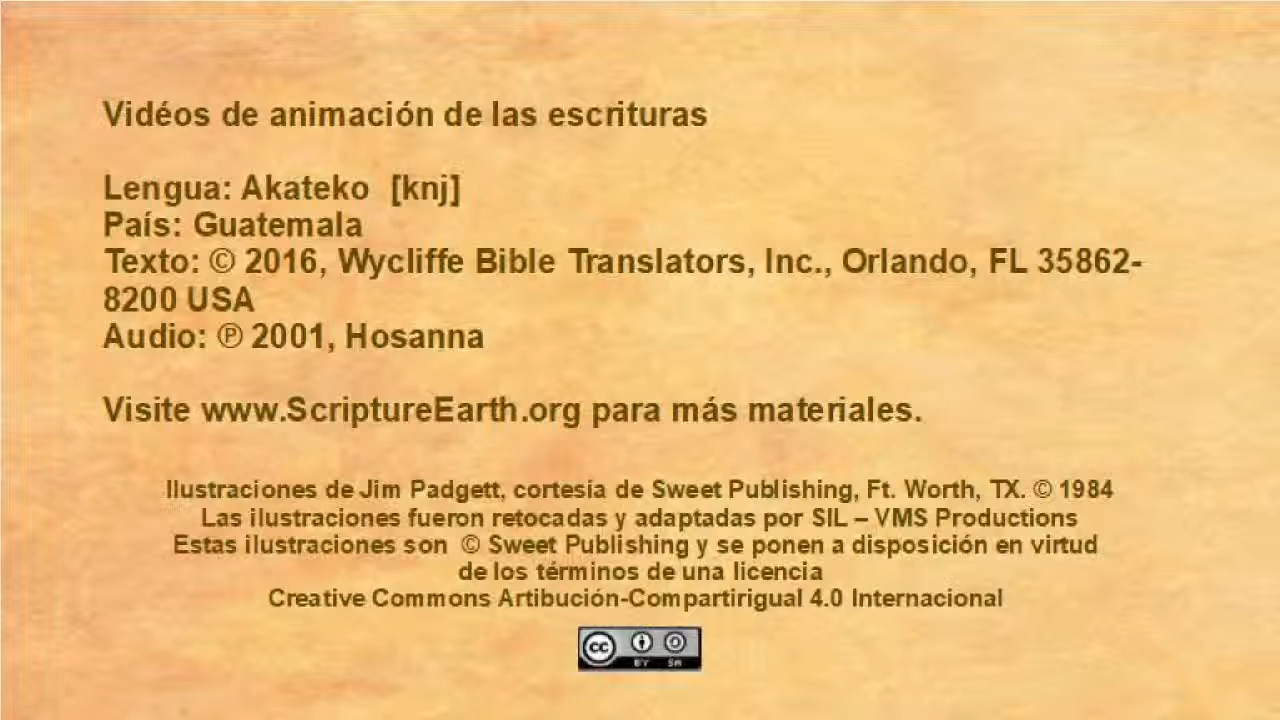 Vidéos de animación de las escrituras
Lengua: Akateko [knj]
País: Guatemala
Texto: © 2016, Wycliffe Bible Translators, Inc., Orlando, FL 35862-
8200 USA
Audio: ℗ 2001, Hosanna
Visite www.ScriptureEarth.org para más materiales.
Ilustraciones de Jim Padgett, cortesía de Sweet Publishing, Ft. Worth, TX. © 1984
Las ilustraciones fueron retocadas y adaptadas por SIL – VMS Productions
Estas ilustraciones son © Sweet Publishing y se ponen a disposición en virtud
de los términos de una licencia
Creative Commons Artibución-Compartirigual 4.0 Internacional
cc BY SA